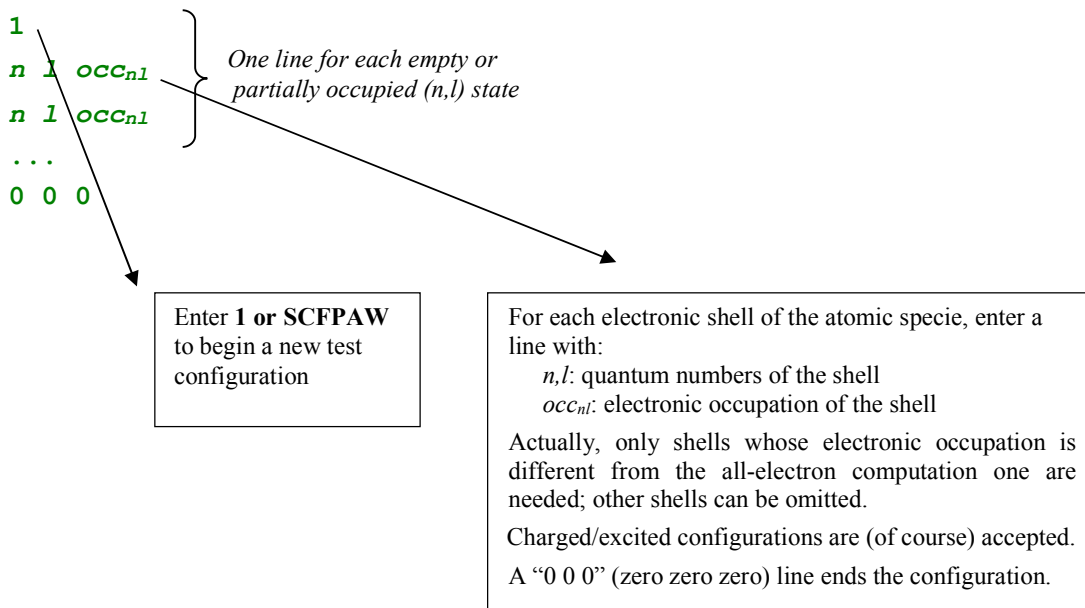 1
n l occnl
n l occnl
...
0 0 0
One line for each empty or
partially occupied (n,l) state
Enter 1 or SCFPAW
to begin a new test
configuration
For each electronic shell of the atomic specie, enter a
line with:
n,l: quantum numbers of the shell
occnl: electronic occupation of the shell
Actually, only shells whose electronic occupation is
different from the all-electron computation one are
needed; other shells can be omitted.
Charged/excited configurations are (of course) accepted.
A “0 0 0” (zero zero zero) line ends the configuration.